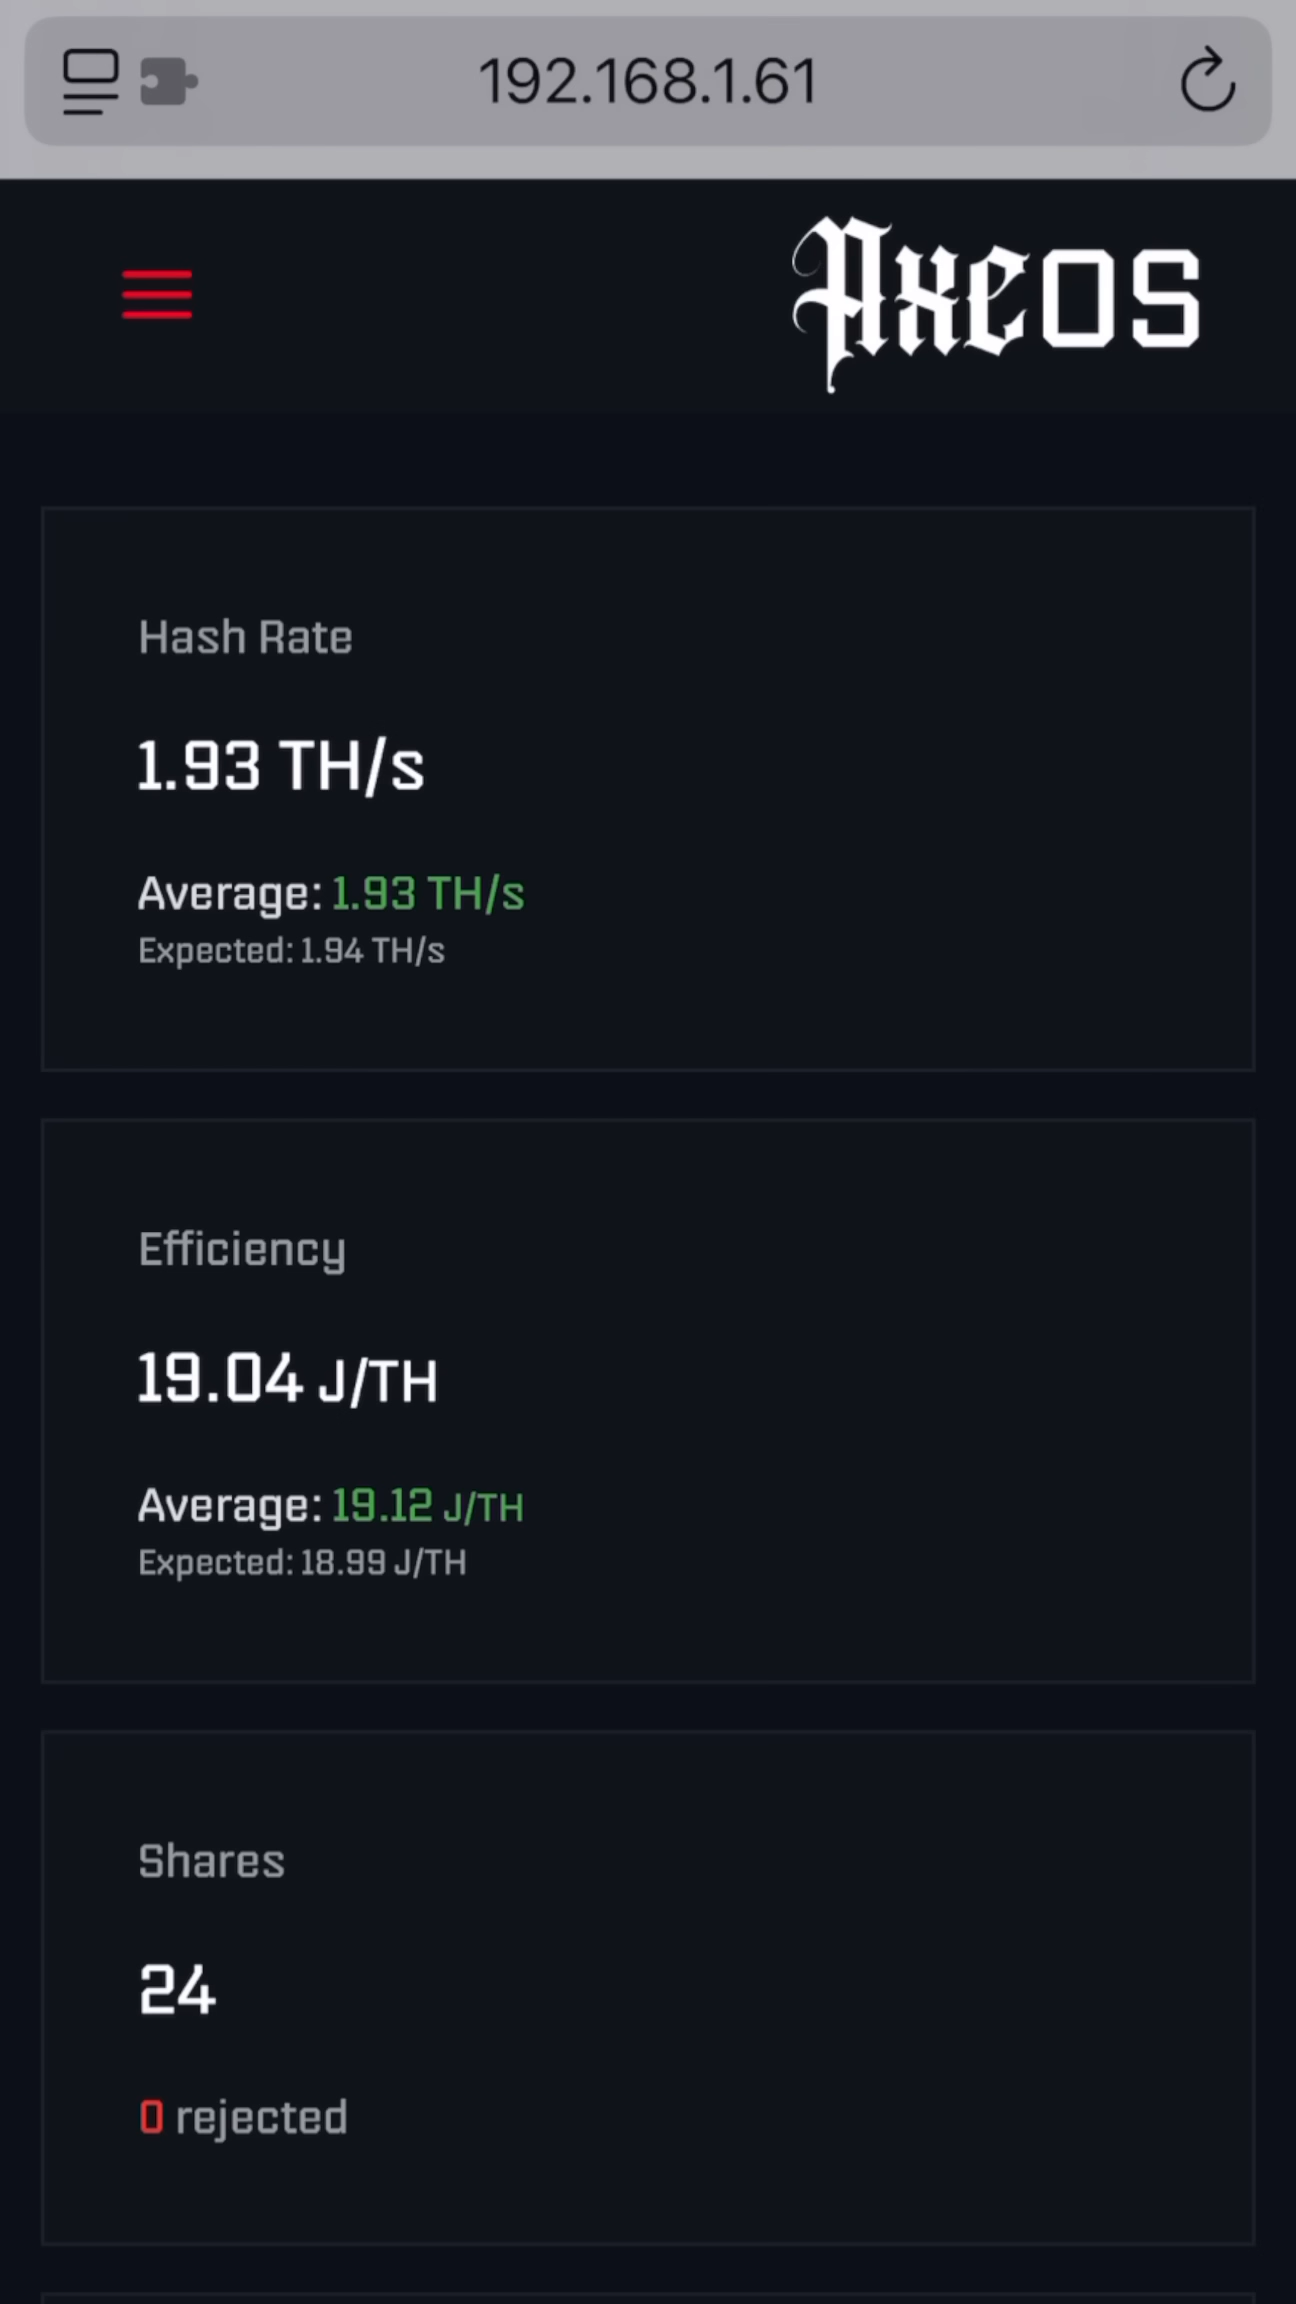 192.168.1.61
AxeOS
Hash Rate
1.93 TH/s
Average: 1.93 TH/s
Expected: 1.94 TH/s
Efficiency
19.04 J/TH
Average: 19.12 J/TH
Expected: 18.99 J/TH
Shares
24
0 rejected